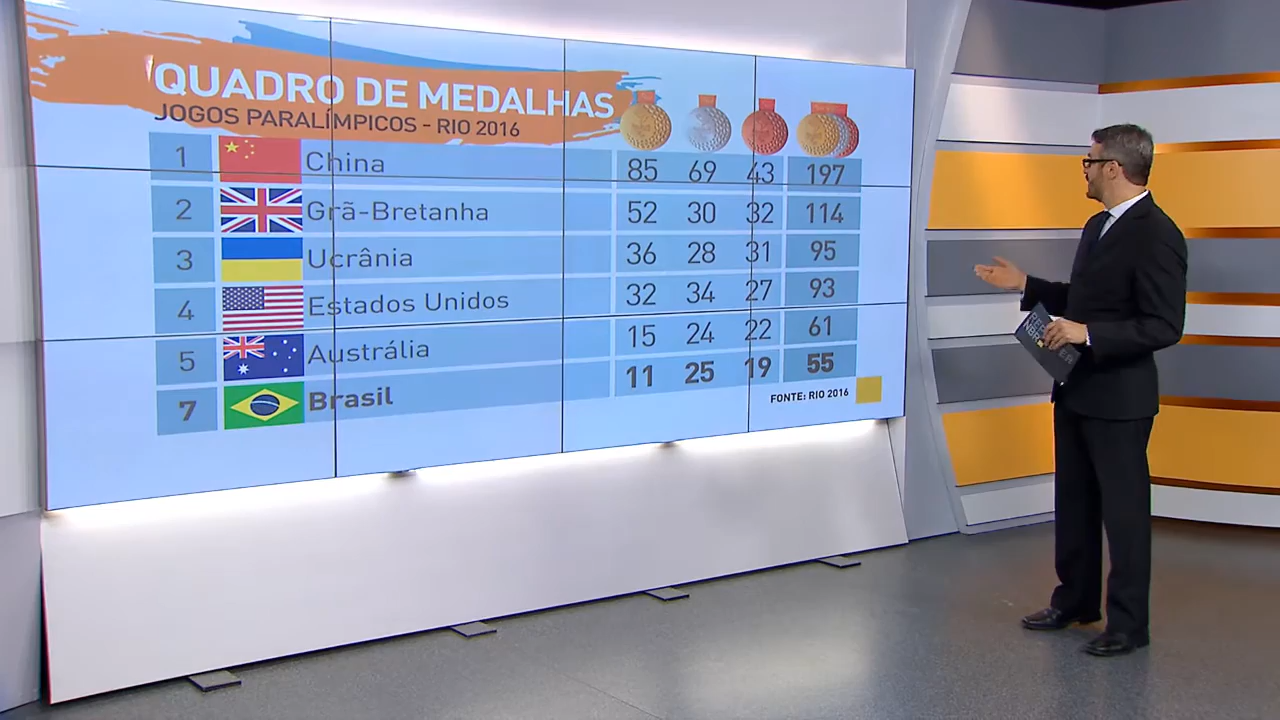 QUADRO DE MEDALHAS
JOGOS PARALÍMPICOS - RIO 2016
1 China 85 69 43 197
2 Grã-Bretanha 52 30 32 114
3 Ucrânia 36 28 31 95
4 Estados Unidos 32 34 27 93
5 Austrália 15 24 22 61
7 Brasil 11 25 19 55
FONTE: RIO 2016